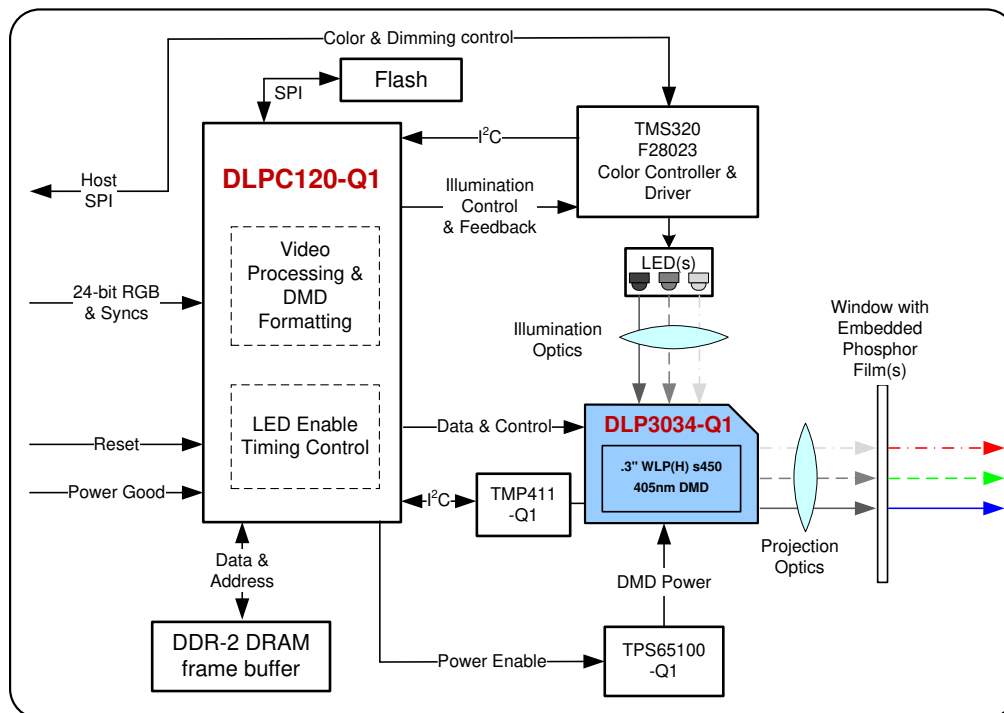 Color & Dimming control
Flash
SPI
TMS320
F28023
Color Controller &
Driver
I²C
DLPC120-Q1
Host
SPI
Illumination
Control
& Feedback
Video
Processing &
DMD
Formatting
LED(s)
24-bit RGB
& Syncs
Illumination
Optics
Window with
Embedded
Phosphor
Film(s)
LED Enable
Timing Control
Data & Control
DLP3034-Q1
.3" WLP(H) s450
405nm DMD
Reset
Power Good
I²C
TMP411
-Q1
Projection
Optics
Data &
Address
DMD Power
DDR-2 DRAM
frame buffer
Power Enable
TPS65100
-Q1